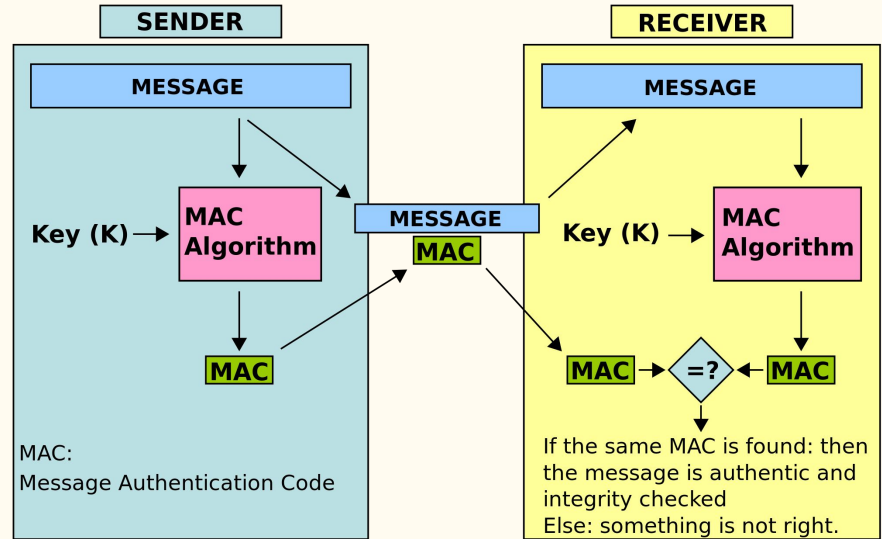 SENDER
MESSAGE
Key (K)
MAC
Algorithm
MAC
MAC:
Message Authentication Code
MESSAGE
MAC
RECEIVER
MESSAGE
Key (K)
MAC
Algorithm
MAC
=?
MAC
If the same MAC is found: then
the message is authentic and
integrity checked
Else: something is not right.